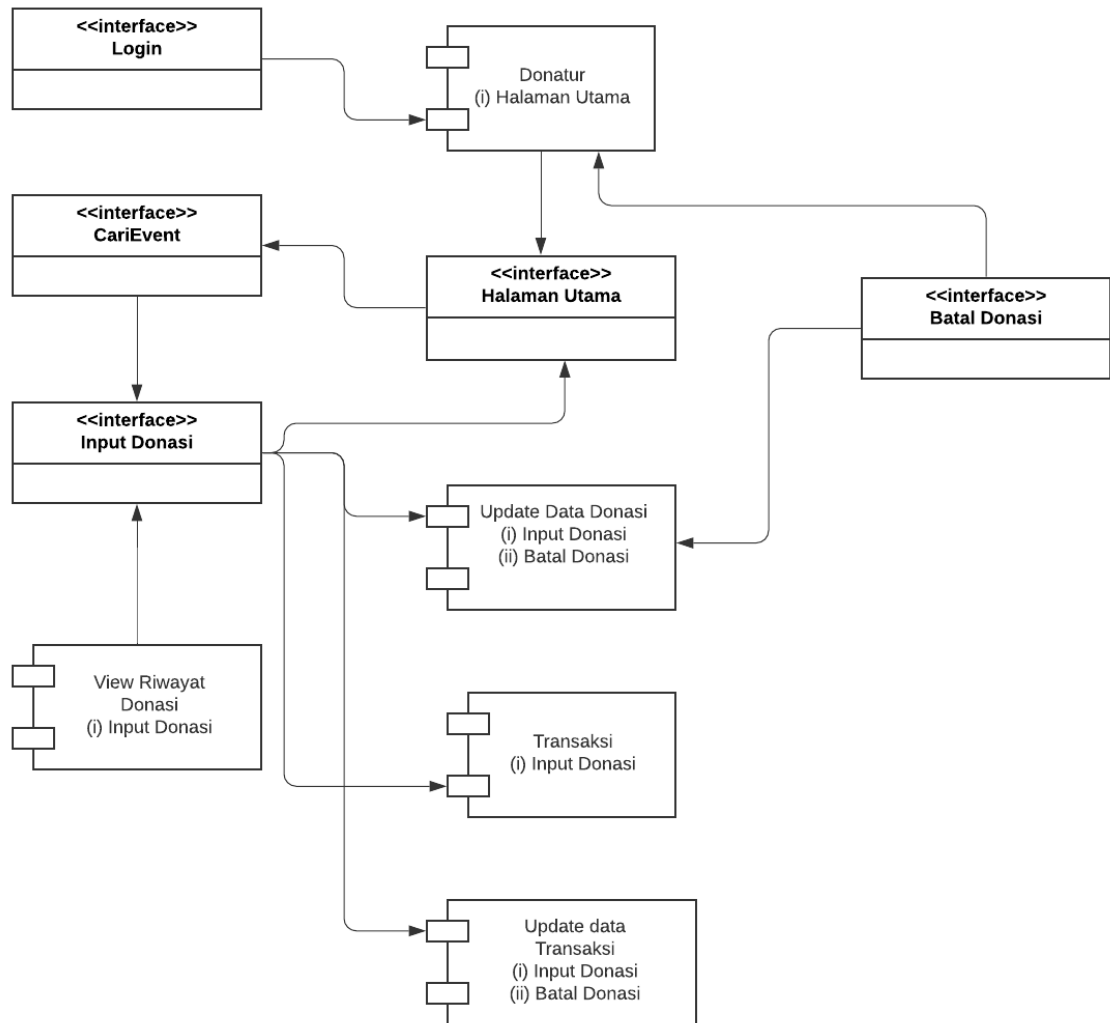 <<interface>>
Login
Donatur
(i) Halaman Utama
<<interface>>
CariEvent
<<interface>>
Halaman Utama
<<interface>>
Batal Donasi
<<interface>>
Input Donasi
Update Data Donasi
(i) Input Donasi
(ii) Batal Donasi
View Riwayat
Donasi
(i) Input Donasi
Transaksi
(i) Input Donasi
Update data
Transaksi
(i) Input Donasi
(ii) Batal Donasi